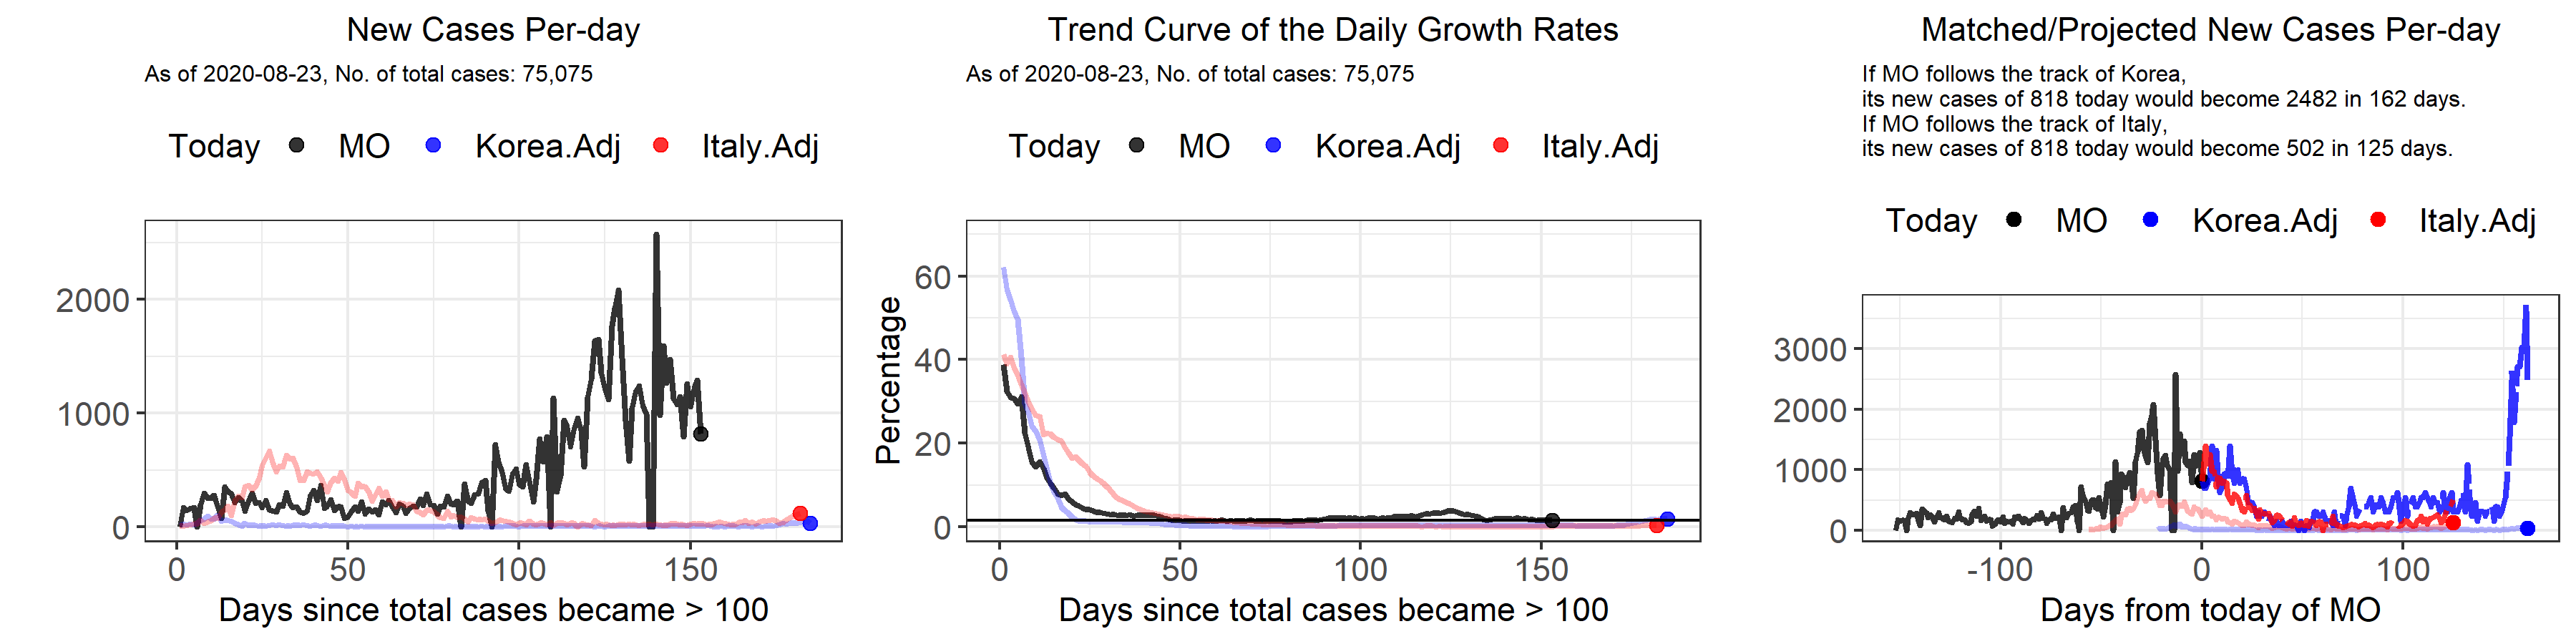 New Cases Per-day
As of 2020-08-23, No. of total cases: 75,075
Today MO Korea.Adj Italy.Adj
2000
1000
0
0 50 100 150
Days since total cases became > 100
Trend Curve of the Daily Growth Rates
As of 2020-08-23, No. of total cases: 75,075
Today MO Korea.Adj Italy.Adj
Percentage
60
40
20
0
0 50 100 150
Days since total cases became > 100
Matched/Projected New Cases Per-day
If MO follows the track of Korea,
its new cases of 818 today would become 2482 in 162 days.
If MO follows the track of Italy,
its new cases of 818 today would become 502 in 125 days.
Today MO Korea.Adj Italy.Adj
3000
2000
1000
0
-100 0 100
Days from today of MO